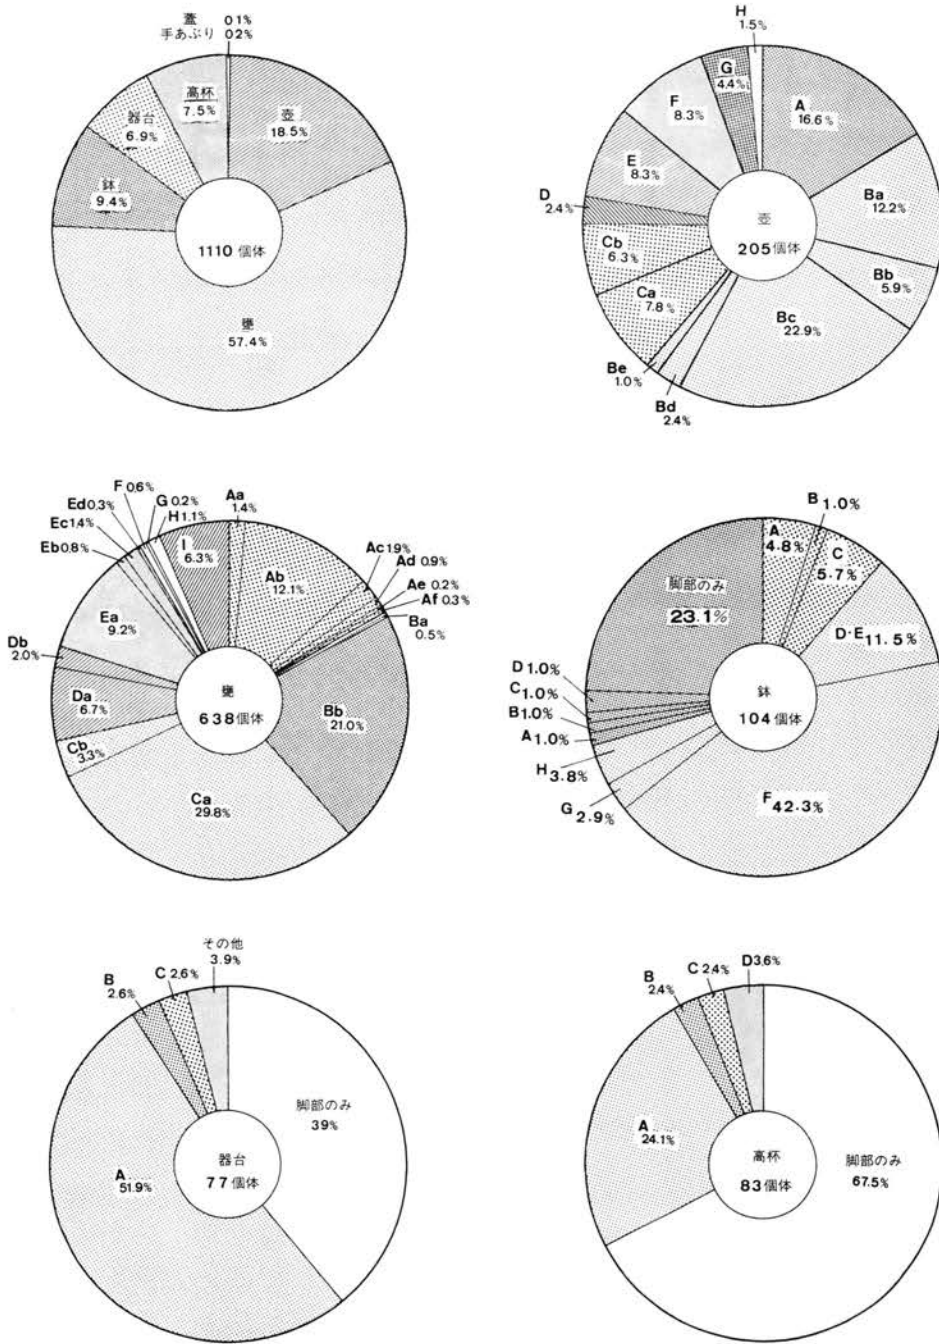 蓋 0.1%
手あぶり 0.2%
高杯
7.5%
壺
18.5%
器台
6.9%
鉢
9.4%
1110 個体
甕
57.4%
H
1.5%
G
4.4%
A
16.6%
F
8.3%
E
8.3%
Ba
12.2%
D
2.4%
壺
205 個体
Cb
6.3%
Bb
5.9%
Ca
7.8%
Bc
22.9%
Be
1.0%
Bd
2.4%
F 0.6%
G 0.2%
Aa
1.4%
Ed 0.3%
H 1.1%
Ec 1.4%
Eb 0.8%
I
6.3%
Ac 1.9%
Ad 0.9%
Ab
12.1%
Ae 0.2%
Af 0.3%
Ea
9.2%
Ba
0.5%
Db
2.0%
Da
6.7%
甕
638 個体
Bb
21.0%
Cb
3.3%
Ca
29.8%
B 1.0%
A
4.8%
C
5.7%
脚部のみ
23.1%
D·E 11.5%
D 1.0%
C 1.0%
B 1.0%
A 1.0%
鉢
104 個体
H 3.8%
G 2.9%
F 42.3%
その他
3.9%
B
2.6%
C 2.6%
脚部のみ
39%
A
51.9%
器台
77 個体
B
2.4%
C 2.4%
D 3.6%
A
24.1%
高杯
83 個体
脚部のみ
67.5%